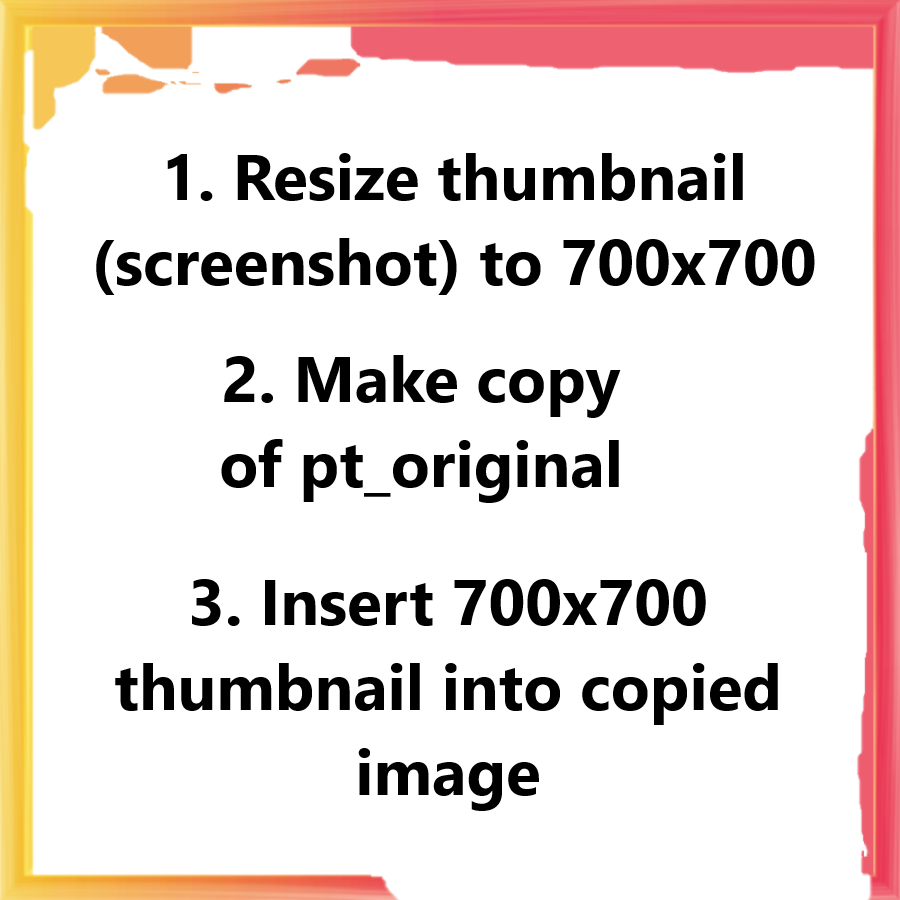 1. Resize thumbnail
(screenshot) to 700x700
2. Make copy
of pt_original
3. Insert 700x700
thumbnail into copied
image